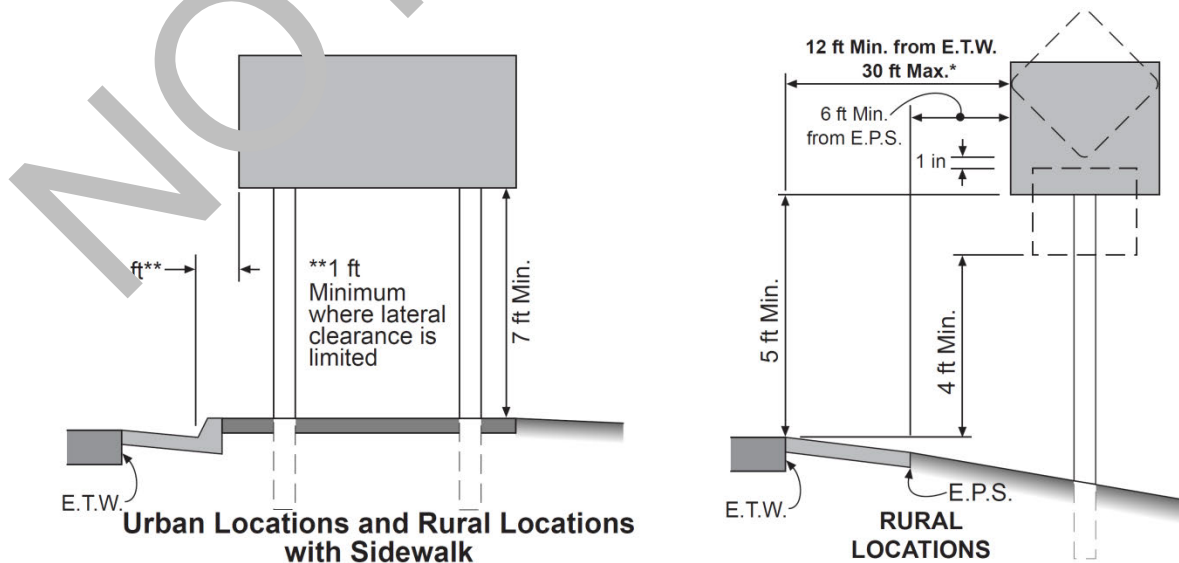 NOT
ft**
**1 ft
Minimum
where lateral
clearance is
limited
7 ft Min.
E.T.W.
Urban Locations and Rural Locations
with Sidewalk
12 ft Min. from E.T.W.
30 ft Max.*
6 ft Min.
from E.P.S.
1 in
5 ft Min.
4 ft Min.
E.T.W.
E.P.S.
RURAL
LOCATIONS